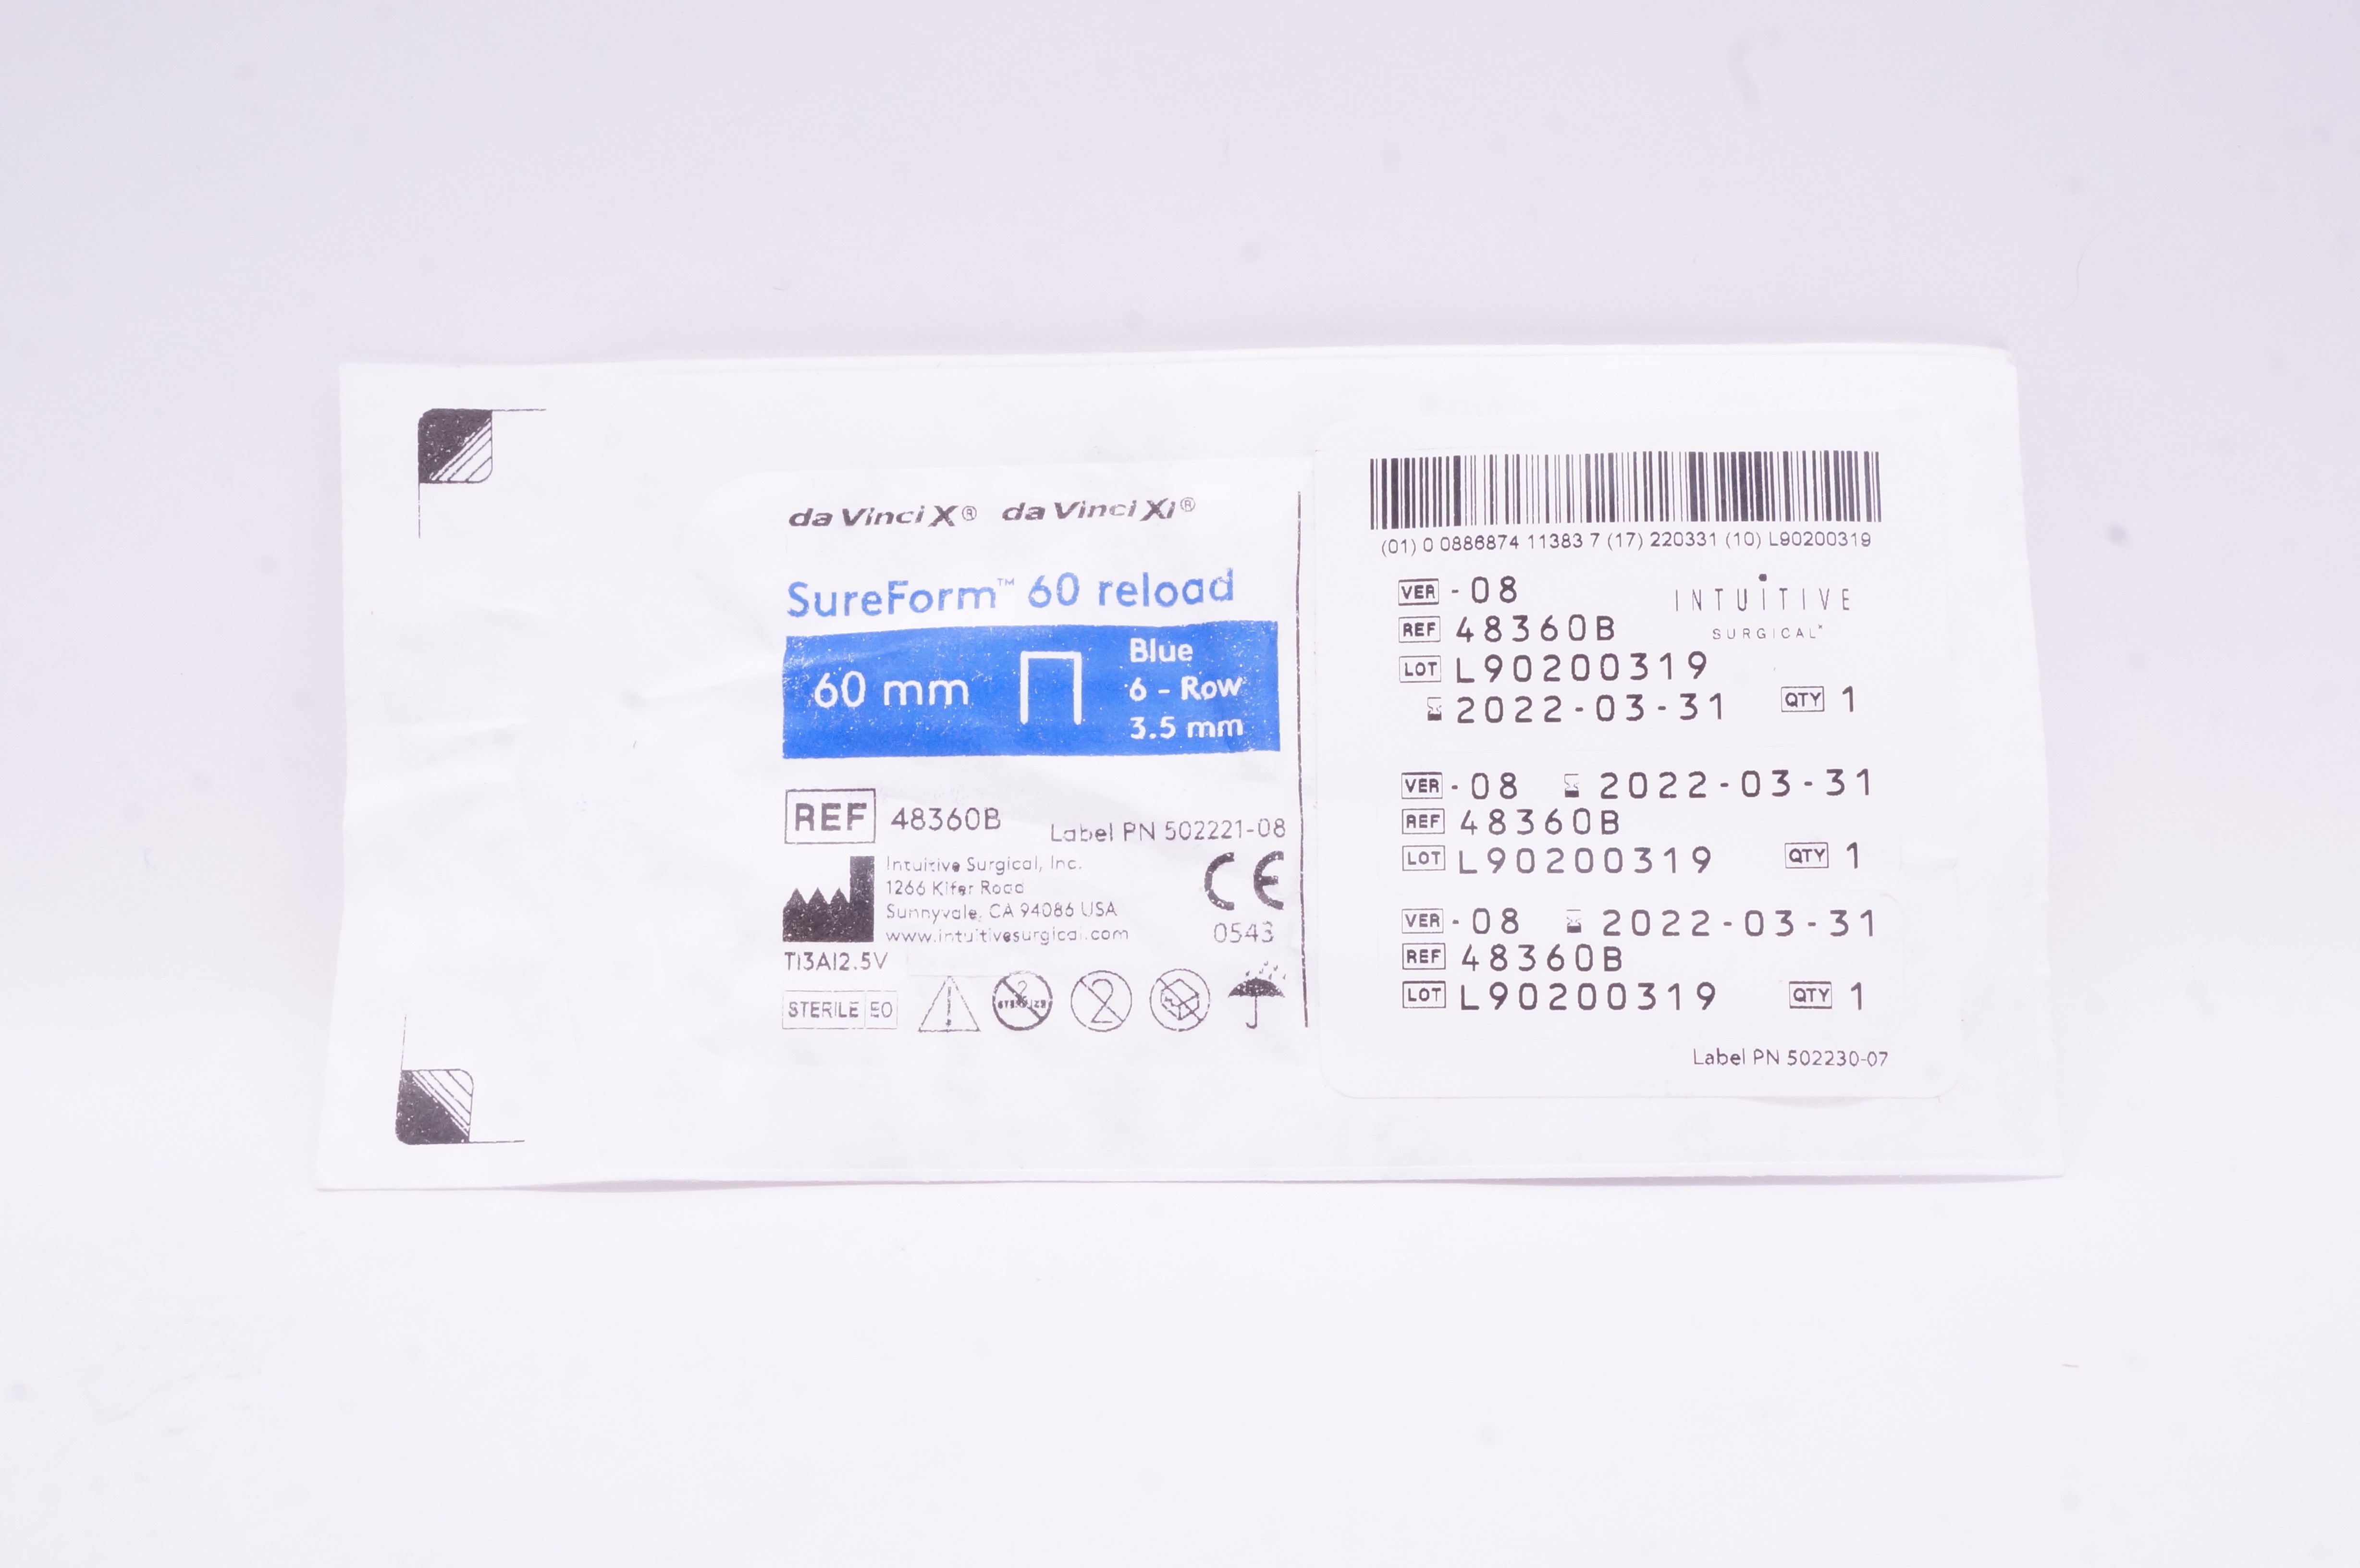 da Vinci X® da Vinci Xi®
SureForm™ 60 reload
60 mm
Blue
6 - Row
3.5 mm
REF 48360B
Label PN 502221-08
Intuitive Surgical, Inc.
1266 Kifer Road
Sunnyvale, CA 94086 USA
www.intuitivesurgical.com
CE
0543
Ti3Al2.5V
STERILE EO
2
STERILIZE
2
(01) 0 0886874 11383 7 (17) 220331 (10) L90200319
VER -08
INTUITIVE
SURGICAL®
REF 48360B
LOT L90200319
2022-03-31 QTY 1
VER -08 2022-03-31
REF 48360B
LOT L90200319 QTY 1
VER -08 2022-03-31
REF 48360B
LOT L90200319 QTY 1
Label PN 502230-07